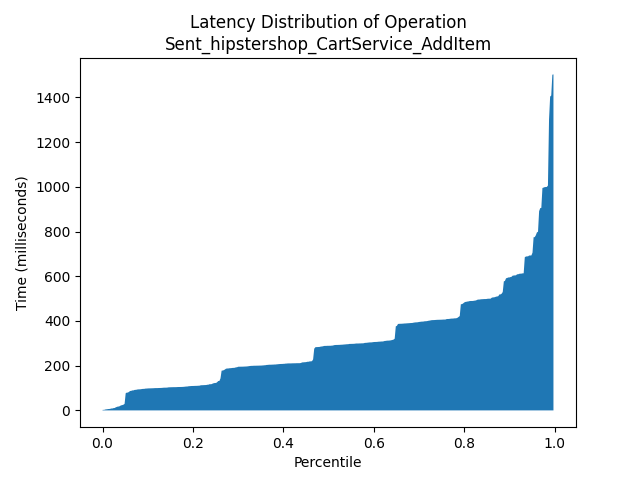 Latency Distribution of Operation
Sent_hipstershop_CartService_AddItem
Time (milliseconds)
1400
1200
1000
800
600
400
200
0
0.0 0.2 0.4 0.6 0.8 1.0
Percentile